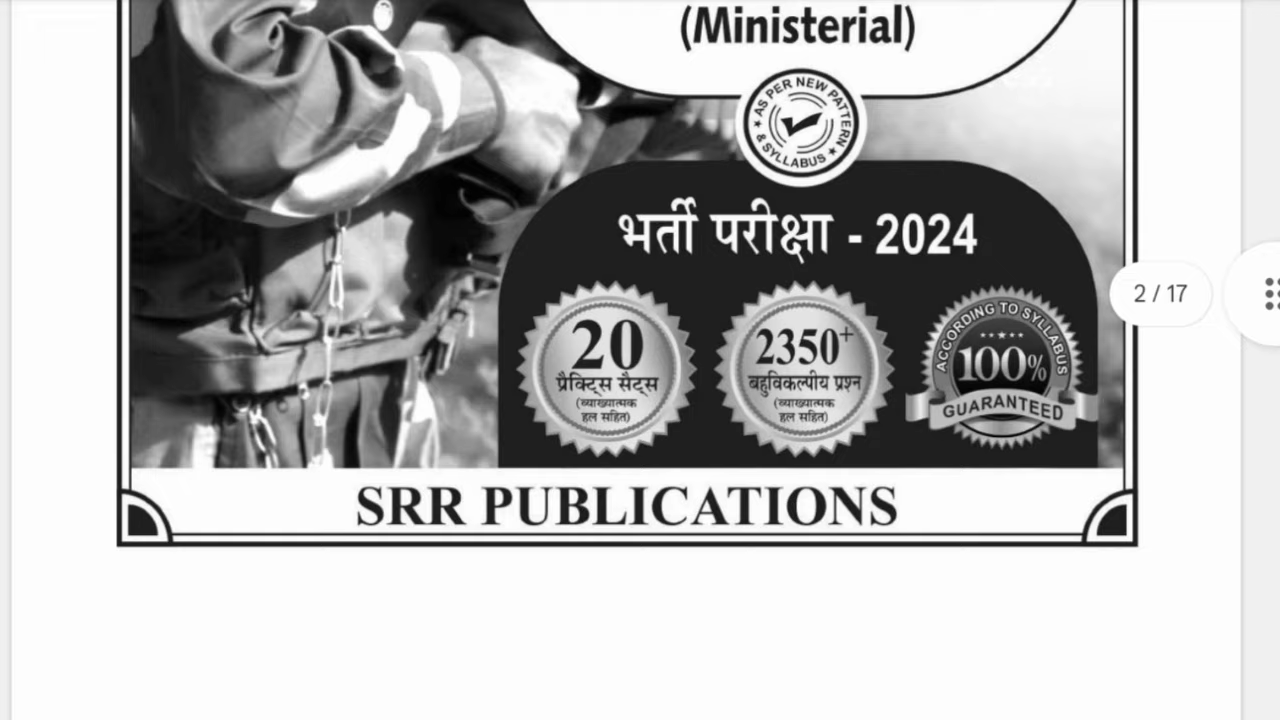 (Ministerial)
AS PER NEW PATTERN
& SYLLABUS
भर्ती परीक्षा - 2024
20
प्रैक्टिस सैट्स
(व्याख्यात्मक
हल सहित)
2350+
बहुविकल्पीय प्रश्न
(व्याख्यात्मक
हल सहित)
ACCORDING TO SYLLABUS
100%
GUARANTEED
2 / 17
SRR PUBLICATIONS